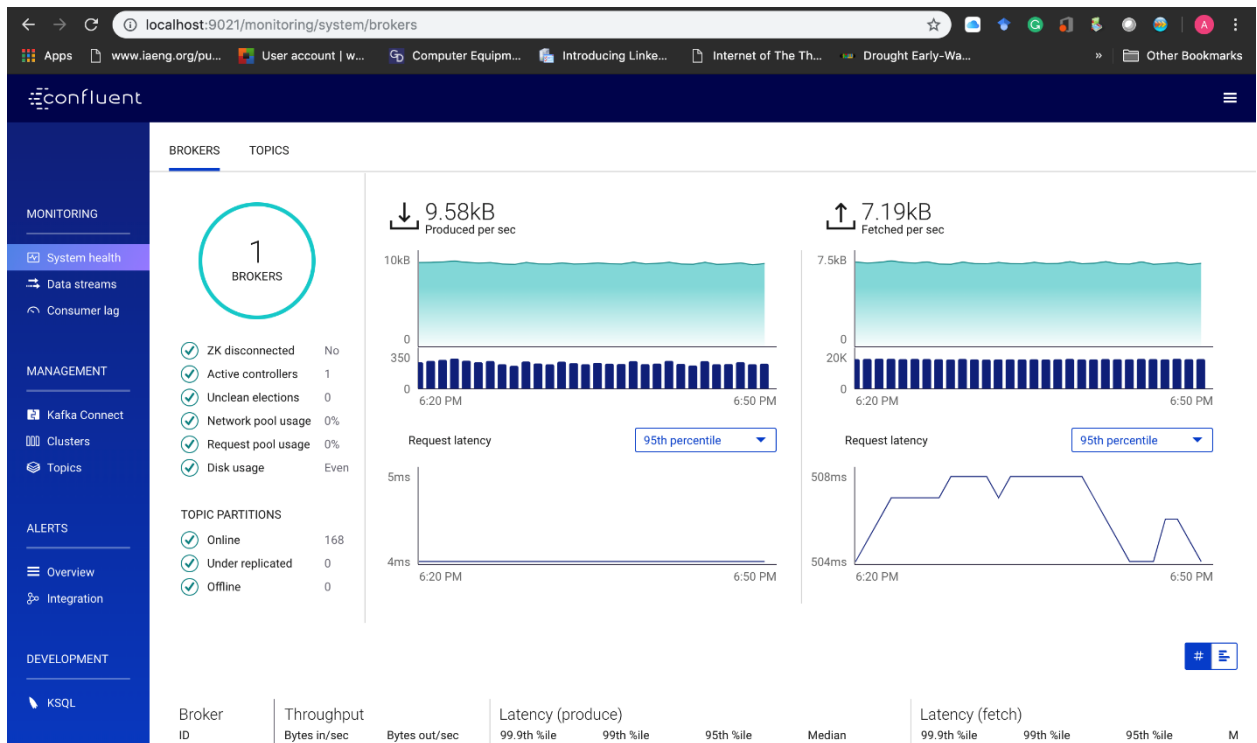 localhost:9021/monitoring/system/brokers
A
Apps
www.iaeng.org/pu...
User account | w...
GD
Computer Equipm...
Introducing Linke...
Internet of The Th...
Drought Early-Wa...
»
Other Bookmarks
confluent
BROKERS
TOPICS
MONITORING
System health
Data streams
Consumer lag
MANAGEMENT
Kafka Connect
Clusters
Topics
ALERTS
Overview
Integration
DEVELOPMENT
KSQL
1
BROKERS
ZK disconnected No
Active controllers 1
Unclean elections 0
Network pool usage 0%
Request pool usage 0%
Disk usage Even
TOPIC PARTITIONS
Online 168
Under replicated 0
Offline 0
9.58kB
Produced per sec
10kB
0
350
0
6:20 PM 6:50 PM
Request latency 95th percentile
5ms
4ms
6:20 PM 6:50 PM
7.19kB
Fetched per sec
7.5kB
0
20K
0
6:20 PM 6:50 PM
Request latency 95th percentile
508ms
504ms
6:20 PM 6:50 PM
#
Broker Throughput Latency (produce) Latency (fetch)
ID Bytes in/sec Bytes out/sec 99.9th %ile 99th %ile 95th %ile Median 99.9th %ile 99th %ile 95th %ile M